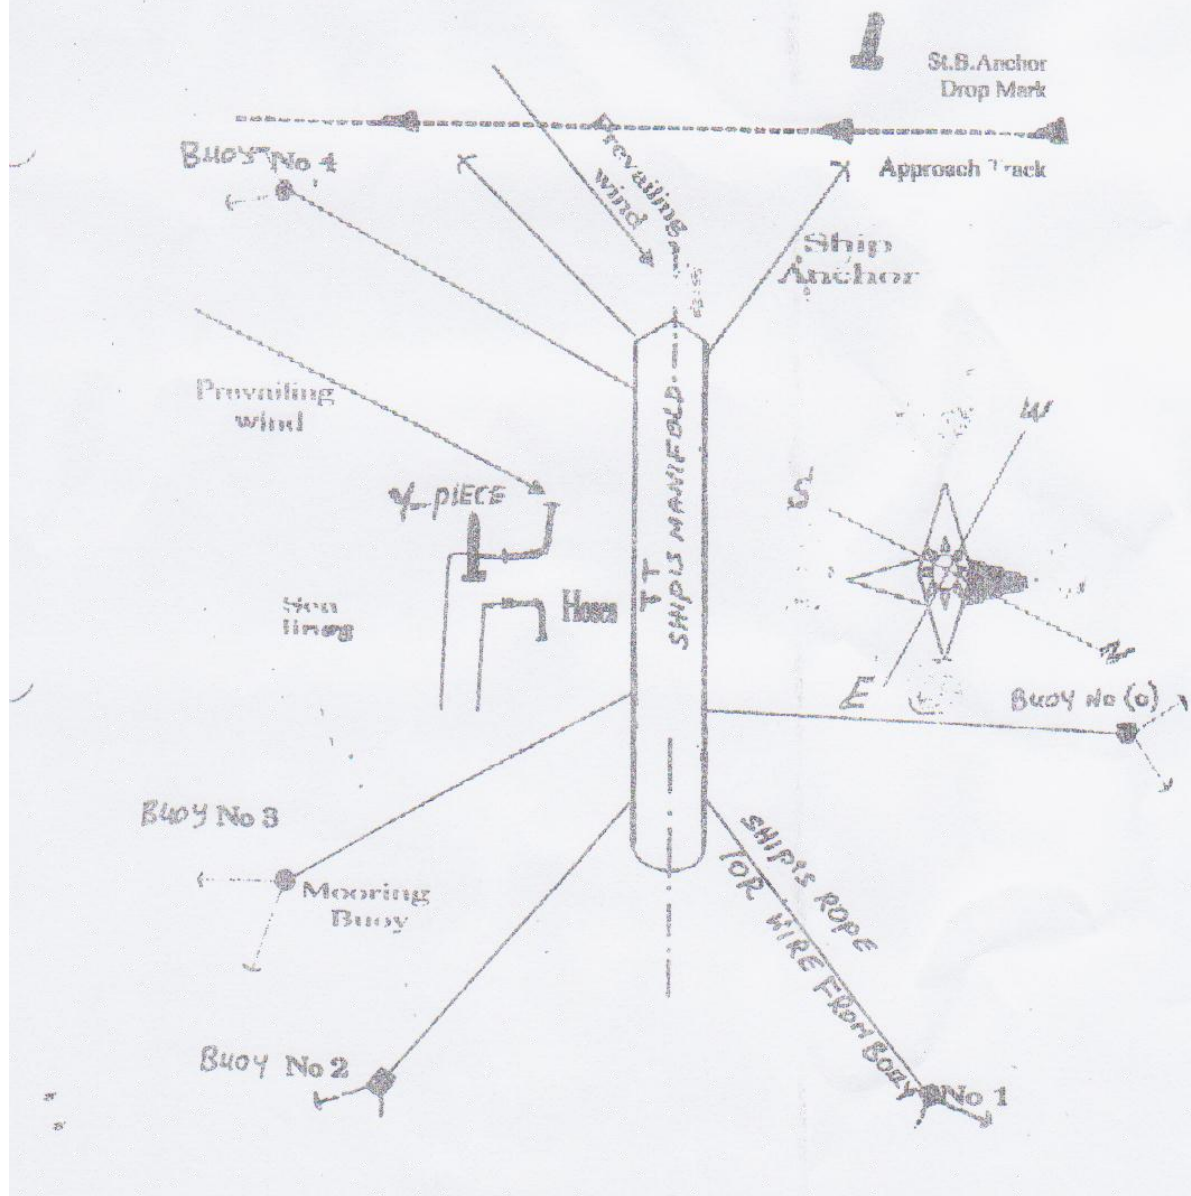 St.B.Anchor
Drop Mark
BUOY No 4
Prevailing
wind
Approach Track
Ship
Anchor
Prevailing
wind
W
Y-PIECE
S
SHIP'S MANIFOLD
Sea
lines
Hoses
N
E
BUOY No (0)
BUOY No 3
Mooring
Buoy
SHIP'S ROPE
OR WIRE FROM BOUY No 1
BUOY No 2